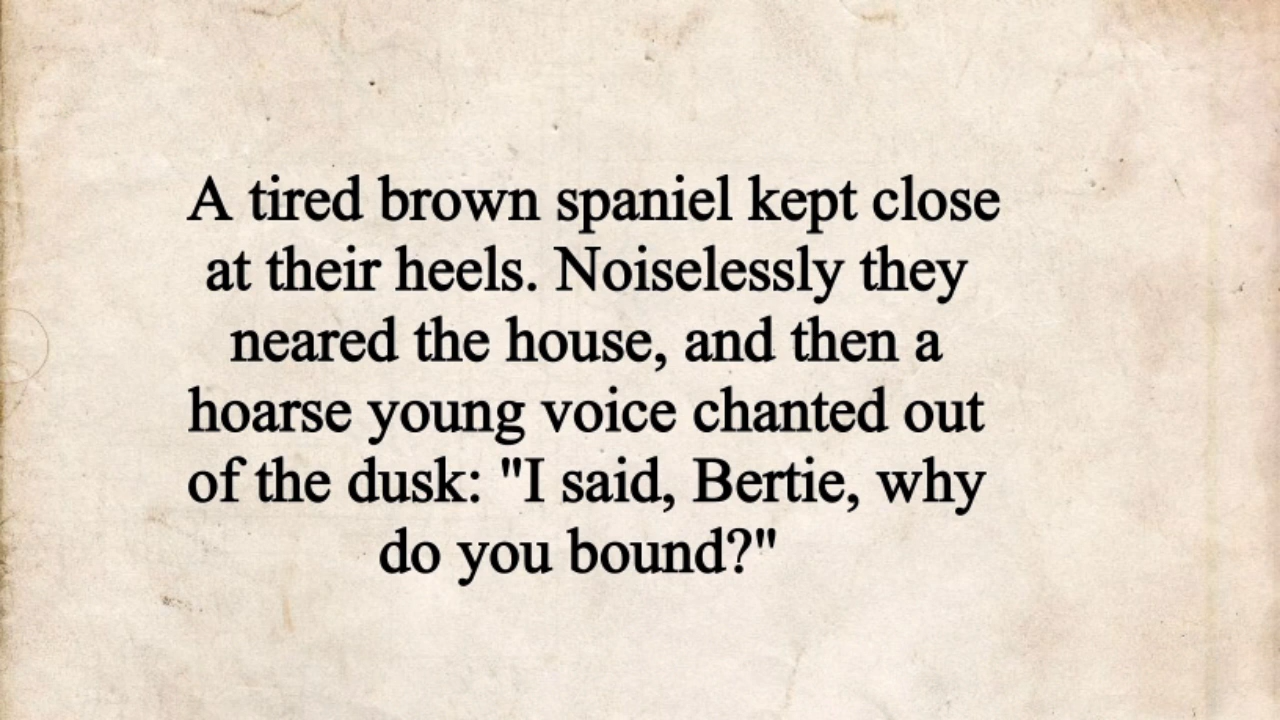 A tired brown spaniel kept close
at their heels. Noiselessly they
neared the house, and then a
hoarse young voice chanted out
of the dusk: "I said, Bertie, why
do you bound?"